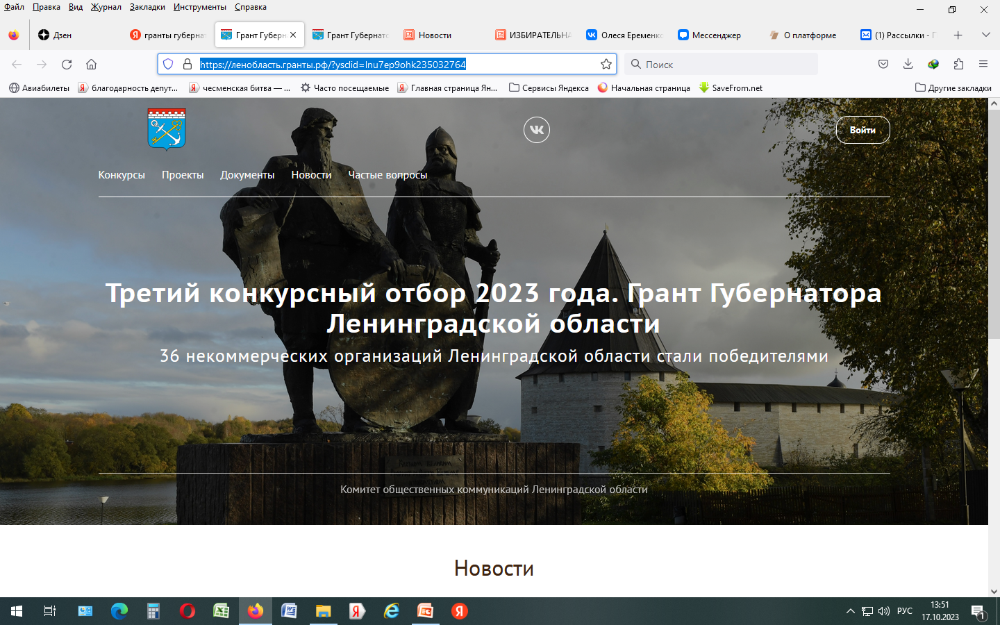 Файл Правка Вид Журнал Закладки Инструменты Справка
Дзен
гранты губернат
Грант Губерн
Грант Губернато
Новости
ИЗБИРАТЕЛЬНА
Олеся Еременко
Мессенджер
О платформе
(1) Рассылки - П
https://ленобласть.гранты.рф/?ysclid=lnu7ep9ohk235032764
Поиск
Авиабилеты
благодарность депут...
чесменская битва — ...
Часто посещаемые
Главная страница Ян...
Сервисы Яндекса
Начальная страница
SaveFrom.net
Другие закладки
Войти
Конкурсы Проекты Документы Новости Частые вопросы
Третий конкурсный отбор 2023 года. Грант Губернатора
Ленинградской области
36 некоммерческих организаций Ленинградской области стали победителями
Комитет общественных коммуникаций Ленинградской области
Новости
РУС
13:51
17.10.2023
1